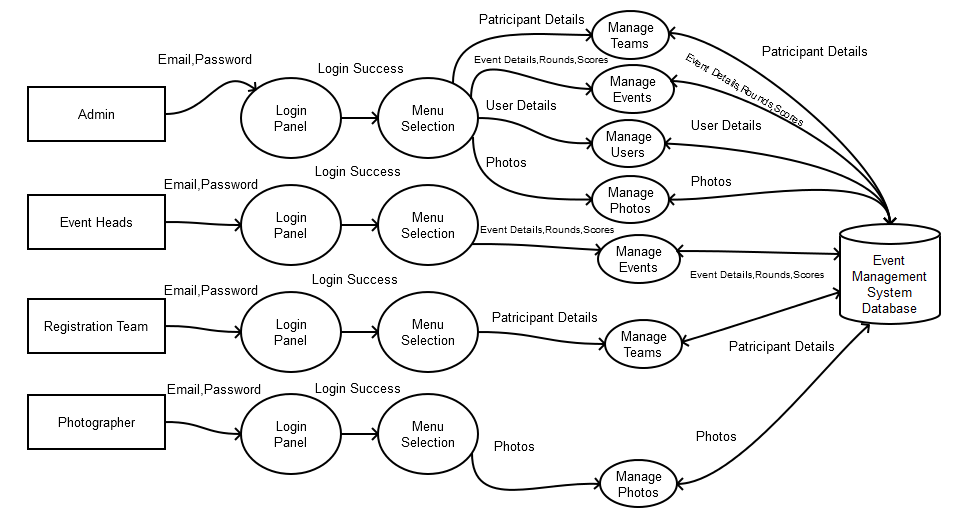 Patricipant Details
Manage
Teams
Patricipant Details
Email,Password
Login Success
Event Details,Rounds,Scores
Event Details,Rounds,Scores
Admin
Login
Panel
Menu
Selection
User Details
Manage
Events
User Details
Manage
Users
Photos
Photos
Manage
Photos
Email,Password
Login Success
Event Heads
Login
Panel
Menu
Selection
Event Details,Rounds,Scores
Manage
Events
Event Details,Rounds,Scores
Event
Management
System
Database
Email,Password
Login Success
Registration Team
Login
Panel
Menu
Selection
Patricipant Details
Manage
Teams
Patricipant Details
Email,Password
Login Success
Photographer
Login
Panel
Menu
Selection
Photos
Manage
Photos
Photos